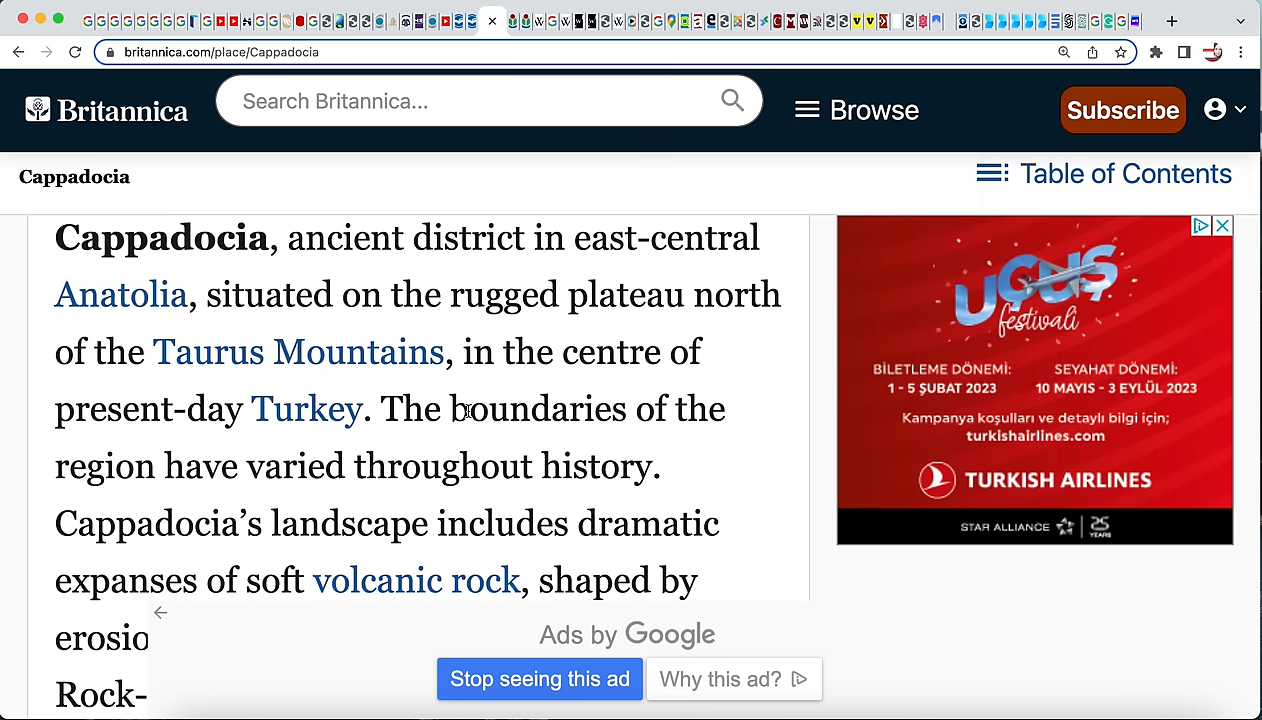 britannica.com/place/Cappadocia
Britannica
Search Britannica...
Browse
Subscribe
Cappadocia
Table of Contents
Cappadocia, ancient district in east-central
Anatolia, situated on the rugged plateau north
of the Taurus Mountains, in the centre of
present-day Turkey. The boundaries of the
region have varied throughout history.
Cappadocia’s landscape includes dramatic
expanses of soft volcanic rock, shaped by
erosio
Rock-
UÇUŞ
festivali
BİLETLEME DÖNEMİ:
1 - 5 ŞUBAT 2023
SEYAHAT DÖNEMİ:
10 MAYIS - 3 EYLÜL 2023
Kampanya koşulları ve detaylı bilgi için;
turkishairlines.com
TURKISH AIRLINES
STAR ALLIANCE
25
YEARS
Ads by Google
Stop seeing this ad
Why this ad?